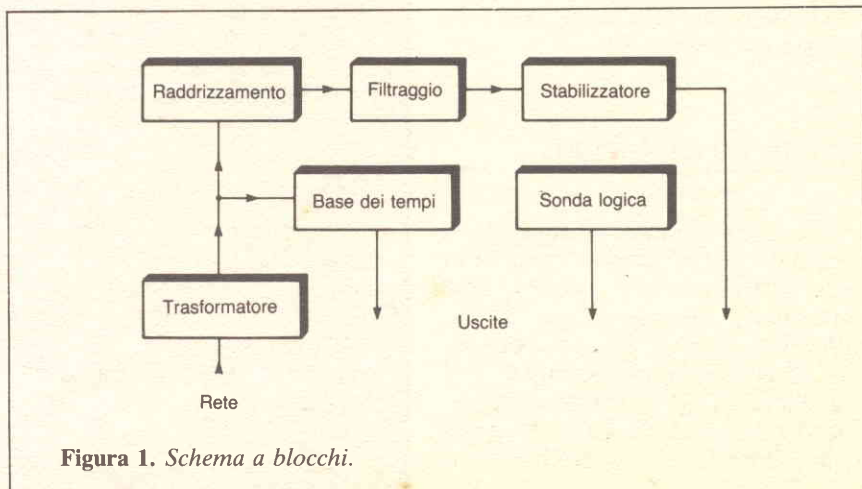 Raddrizzamento
Filtraggio
Stabilizzatore
Base dei tempi
Sonda logica
Trasformatore
Uscite
Rete
Figura 1. Schema a blocchi.